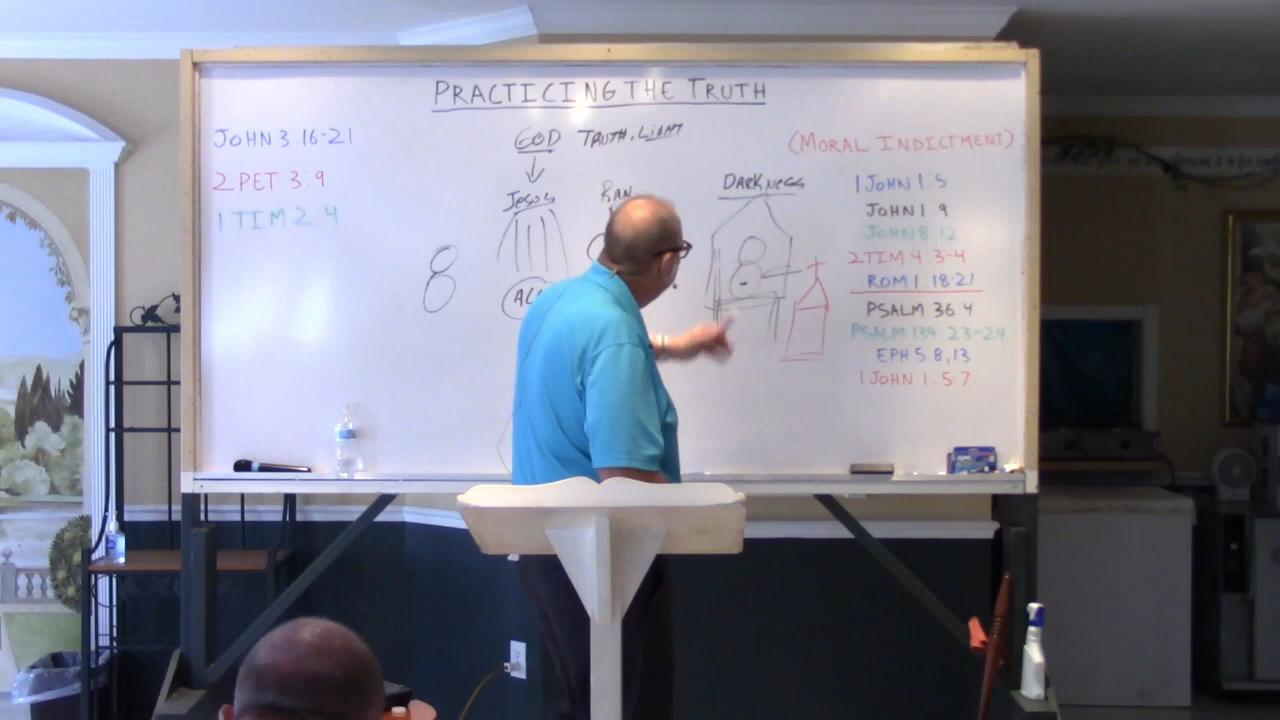 PRACTICING THE TRUTH
JOHN 3:16-21
2 PET 3:9
1 TIM 2 4
GOD TRUTH. LIGHT
JESUS
RAN
DARKNESS
(MORAL INDICTMENT)
1 JOHN 1:5
JOHN 1:9
JOHN 8 12
2 TIM 4:3-4
ROM 1:18-21
PSALM 36:4
PSALM 139:23-24
EPH 5 8,13
1 JOHN 1:5-7
8